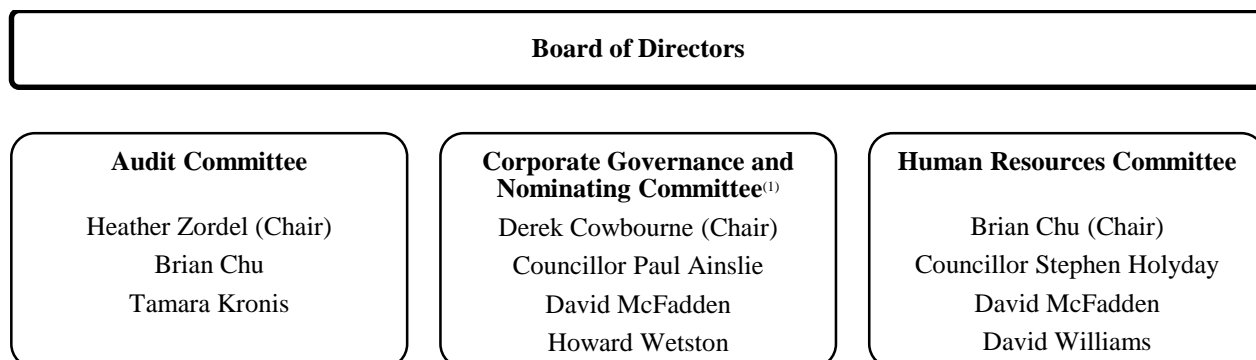 Board of Directors
Audit Committee
Heather Zordel (Chair)
Brian Chu
Tamara Kronis
Corporate Governance and
Nominating Committee(1)
Derek Cowbourne (Chair)
Councillor Paul Ainslie
David McFadden
Howard Wetston
Human Resources Committee
Brian Chu (Chair)
Councillor Stephen Holyday
David McFadden
David Williams